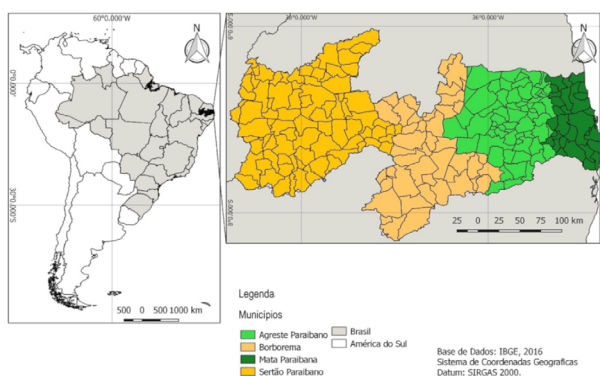 60°0.000'W
N
0°0.000'
30°0.000'S
500 0 500 1000 km
36°0.000'W
N
6°0.000'S
25 0 25 50 75 100 km
Legenda
Municípios
Agreste Paraibano
Borborema
Mata Paraibana
Sertão Paraibano
Brasil
América do Sul
Base de Dados: IBGE, 2016
Sistema de Coordenadas Geograficas
Datum: SIRGAS 2000.